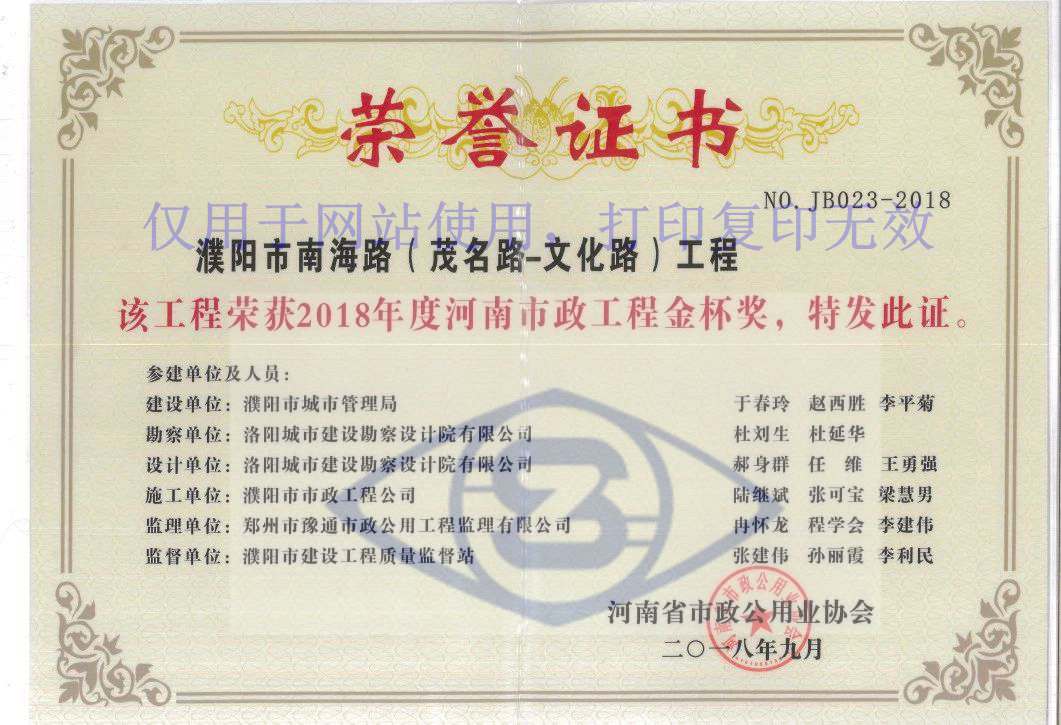 荣誉证书
NO. JB023-2018
仅用于网站使用，打印复印无效
濮阳市南海路（茂名路-文化路）工程
该工程荣获2018年度河南市政工程金杯奖，特发此证。
参建单位及人员：
建设单位：濮阳市城市管理局 于春玲 赵西胜 李平菊
勘察单位：洛阳城市建设勘察设计院有限公司 杜刘生 杜延华
设计单位：洛阳城市建设勘察设计院有限公司 郝身群 任 维 王勇强
施工单位：濮阳市市政工程公司 陆继斌 张可宝 梁慧男
监理单位：郑州市豫通市政公用工程监理有限公司 冉怀龙 程学会 李建伟
监督单位：濮阳市建设工程质量监督站 张建伟 孙丽霞 李利民
河南省市政公用业协会
二〇一八年九月